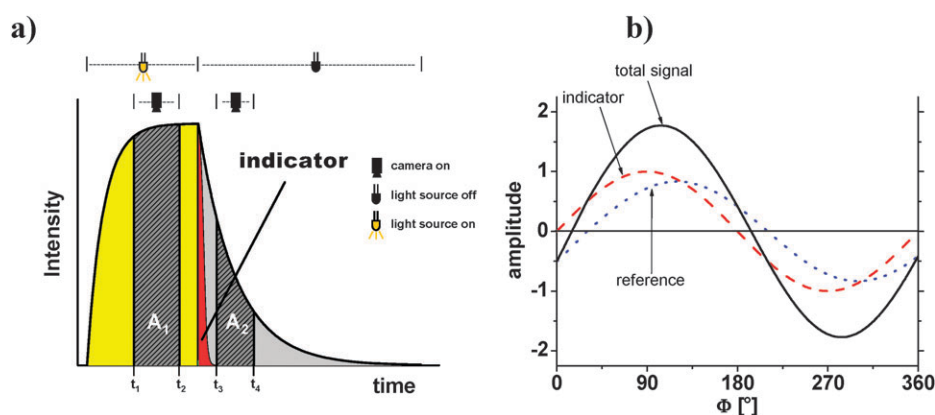 a)
indicator
camera on
light source off
light source on
Intensity
A1
A2
t1
t2
t3
t4
time
b)
total signal
indicator
reference
amplitude
2
1
0
-1
-2
0
90
180
270
360
Φ [°]